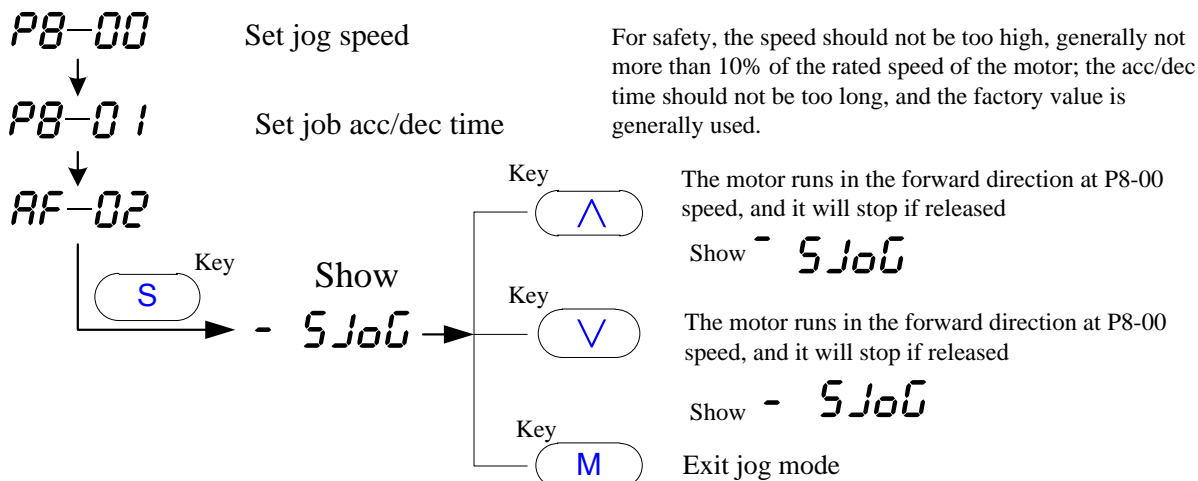 P8-00 Set jog speed
For safety, the speed should not be too high, generally not
more than 10% of the rated speed of the motor; the acc/dec
time should not be too long, and the factory value is
generally used.
P8-01 Set job acc/dec time
AF-02
Key
S
Show
- SJoG
Key
∧
The motor runs in the forward direction at P8-00
speed, and it will stop if released
Show - SJoG
Key
∨
The motor runs in the forward direction at P8-00
speed, and it will stop if released
Show - SJoG
Key
M
Exit jog mode